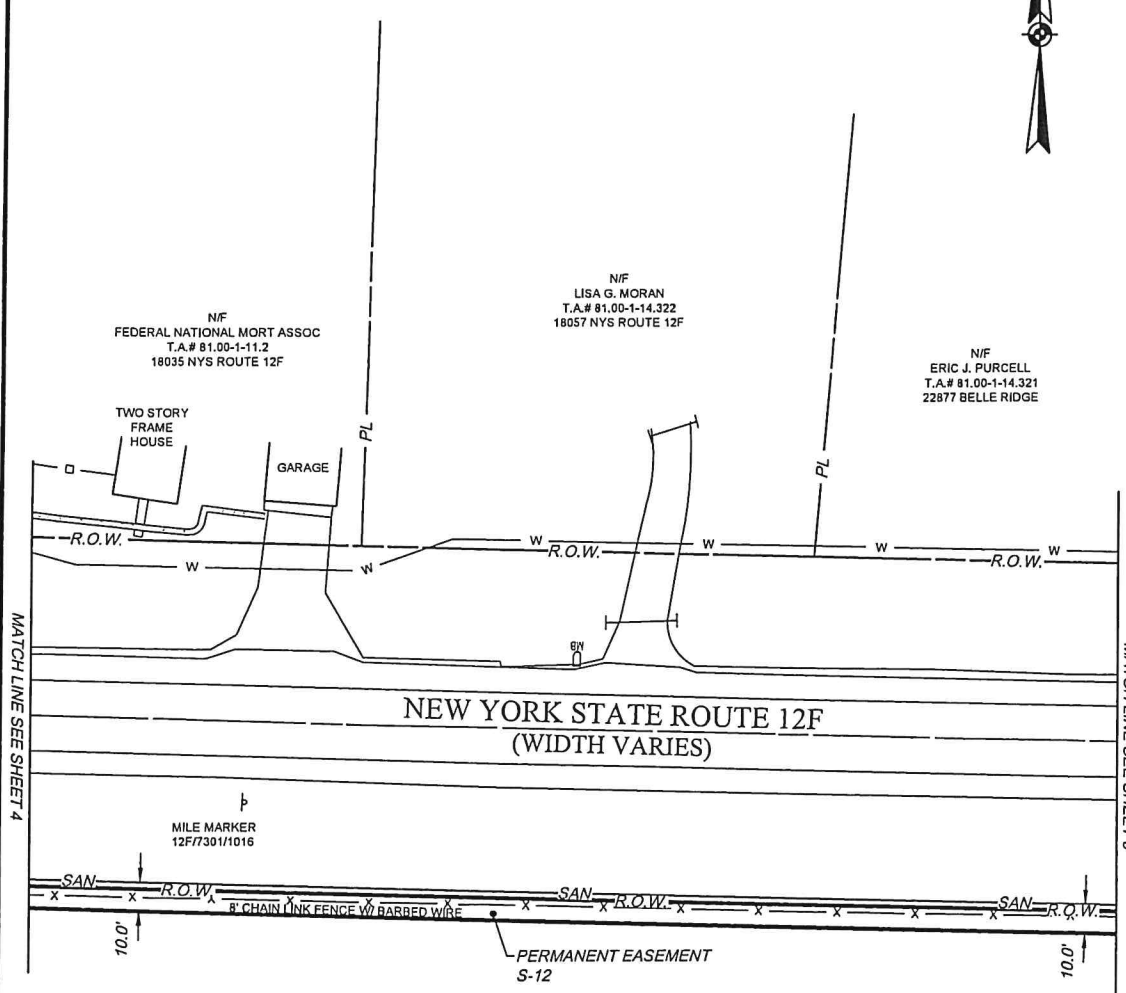 N/F
FEDERAL NATIONAL MORT ASSOC
T.A.# 81.00-1-11.2
18035 NYS ROUTE 12F
N/F
LISA G. MORAN
T.A.# 81.00-1-14.322
18057 NYS ROUTE 12F
N/F
ERIC J. PURCELL
T.A.# 81.00-1-14.321
22877 BELLE RIDGE
TWO STORY
FRAME
HOUSE
GARAGE
PL
PL
R.O.W.
R.O.W.
R.O.W.
W
W
W
W
W
W
MB
MATCH LINE SEE SHEET 4
NEW YORK STATE ROUTE 12F
(WIDTH VARIES)
MILE MARKER
12F/7301/1016
SAN
R.O.W.
SAN
R.O.W.
SAN
R.O.W.
X X X X X X X X X X X X X X
8' CHAIN LINK FENCE W/ BARBED WIRE
10.0'
10.0'
PERMANENT EASEMENT
S-12